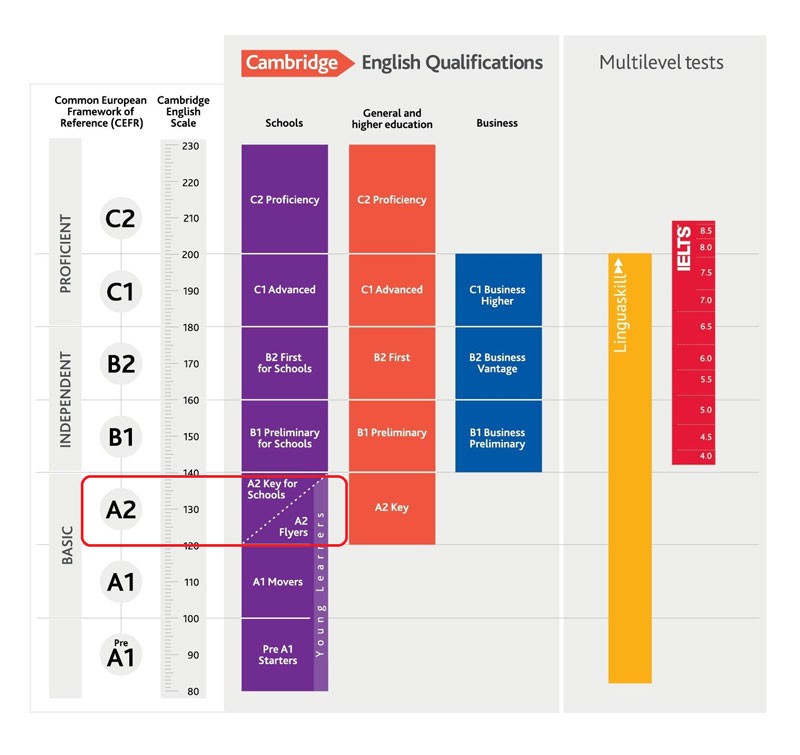 Cambridge English Qualifications
Multilevel tests
Common European
Framework of
Reference (CEFR)
Cambridge
English
Scale
Schools
General and
higher education
Business
PROFICIENT
INDEPENDENT
BASIC
C2
C1
B2
B1
A2
A1
Pre
A1
230
220
210
200
190
180
170
160
150
140
130
120
110
100
90
80
C2 Proficiency
C1 Advanced
B2 First
for Schools
B1 Preliminary
for Schools
A2 Key for
Schools
A2
Flyers
A1 Movers
Pre A1
Starters
Young Learners
C2 Proficiency
C1 Advanced
B2 First
B1 Preliminary
A2 Key
C1 Business
Higher
B2 Business
Vantage
B1 Business
Preliminary
Linguaskill
IELTS
8.5
8.0
7.5
7.0
6.5
6.0
5.5
5.0
4.5
4.0